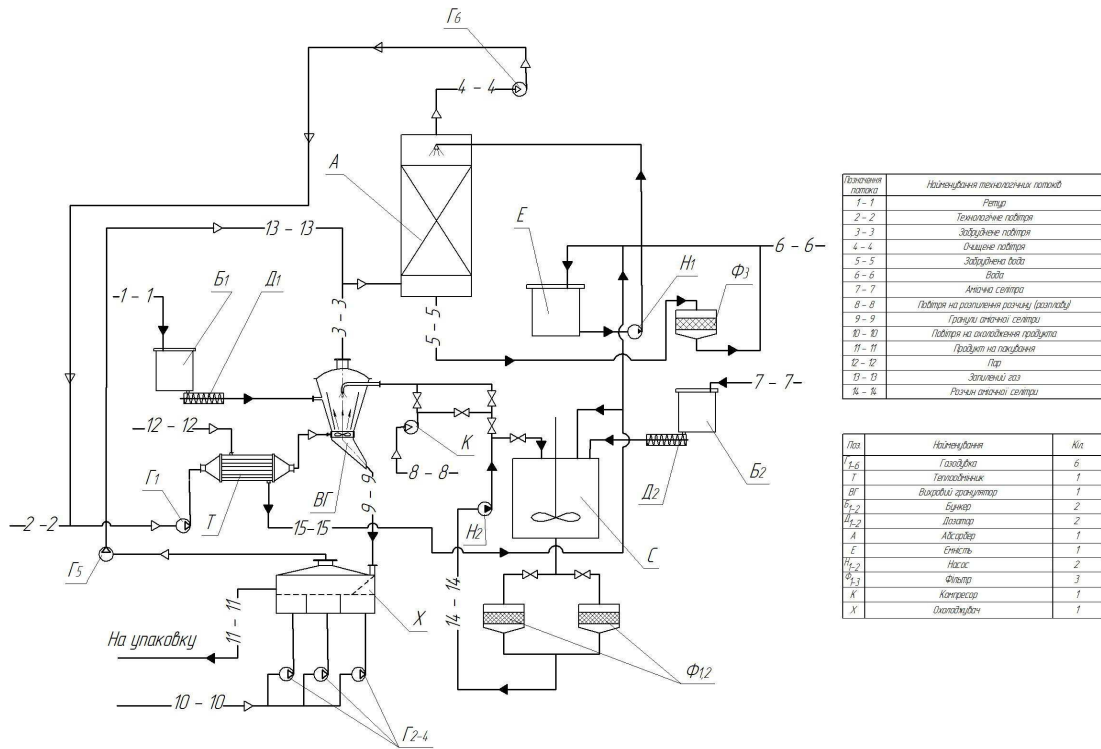 Г6
4 - 4
А
13 - 13
6 - 6
Е
Н1
Ф3
Б1
Д1
1 - 1
3 - 3
5 - 5
7 - 7
12 - 12
К
8 - 8
Г1
Т
ВГ
9 - 9
Д2
Б2
2 - 2
15-15
Н2
С
Г5
Х
14 - 14
11 - 11
На упаковку
Ф1,2
10 - 10
Г2-4
Позначення потока Найменування технологічних потоків
1 - 1 Ретур
2 - 2 Технологічне повітря
3 - 3 Забруднене повітря
4 - 4 Очищене повітря
5 - 5 Забруднена вода
6 - 6 Вода
7 - 7 Аміачна селітра
8 - 8 Повітря на розпилення розчину (розплаву)
9 - 9 Гранули аміачної селітри
10 - 10 Повітря на охолодження продукта
11 - 11 Продукт на пакування
12 - 12 Пар
13 - 13 Запилений газ
14 - 14 Розчин аміачної селітри
Поз. Найменування Кіл.
Г1-6 Газодувка 6
Т Теплообмінник 1
ВГ Вихровий гранулятор 1
Б1-2 Бункер 2
Д1-2 Дозатор 2
А Абсорбер 1
Е Ємність 1
Н1-2 Насос 2
Ф1-3 Фільтр 3
К Компресор 1
Х Охолоджувач 1